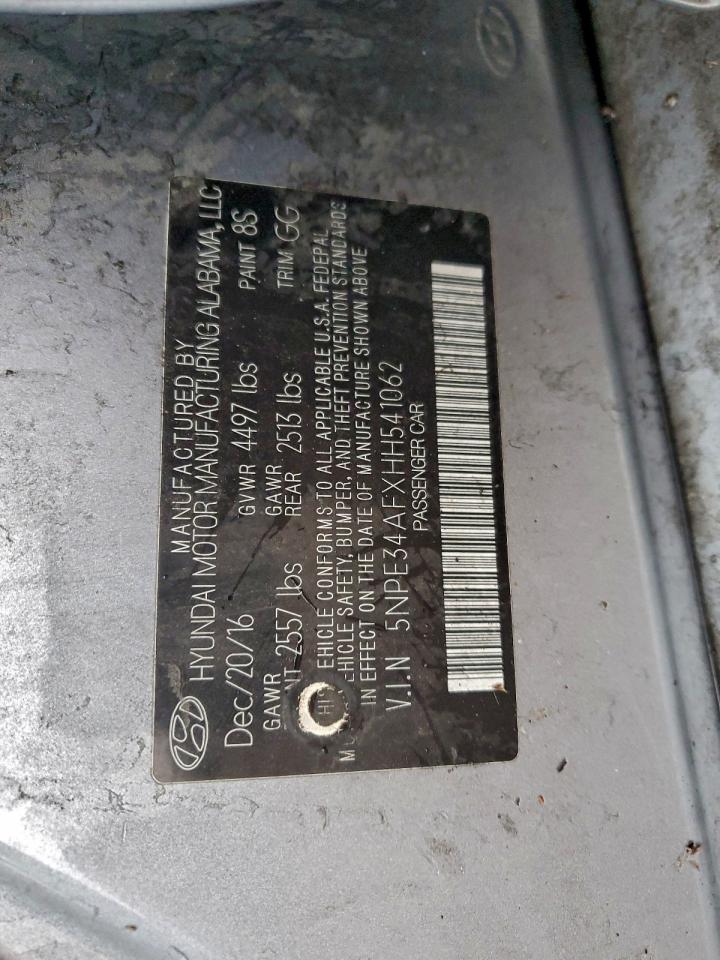 MANUFACTURED BY
HYUNDAI MOTOR MANUFACTURING ALABAMA, LLC
Dec/20/16 GVWR 4497 lbs PAINT 8S
GAWR GAWR
NT 2557 lbs REAR 2513 lbs TRIM GG
HIS EHICLE CONFORMS TO ALL APPLICABLE U.S.A. FEDERAL
M EHICLE SAFETY, BUMPER, AND THEFT PREVENTION STANDARDS
IN EFFECT ON THE DATE OF MANUFACTURE SHOWN ABOVE
V.I.N 5NPE34AFXHH541062
PASSENGER CAR